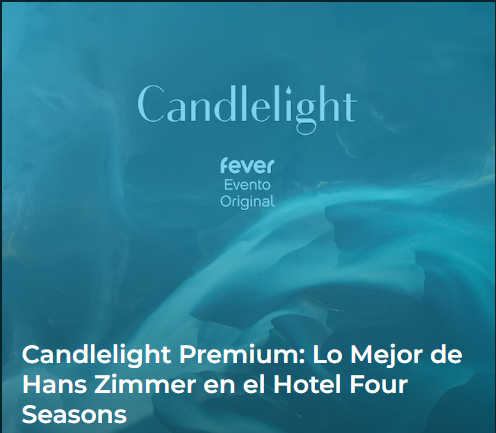 Candlelight
fever
Evento
Original
Candlelight Premium: Lo Mejor de
Hans Zimmer en el Hotel Four
Seasons